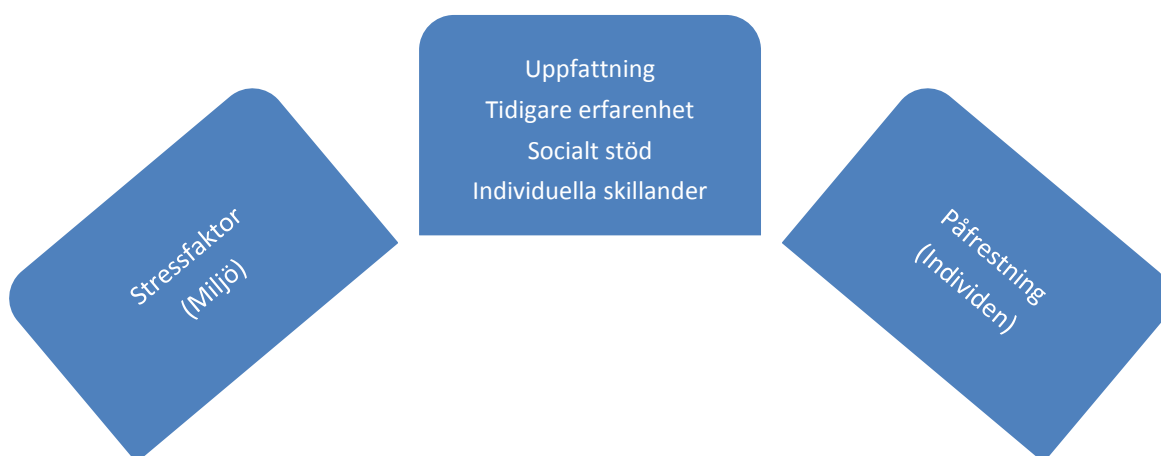 Stressfaktor
(Miljö)
Uppfattning
Tidigare erfarenhet
Socialt stöd
Individuella skillander
Påfrestning
(Individen)